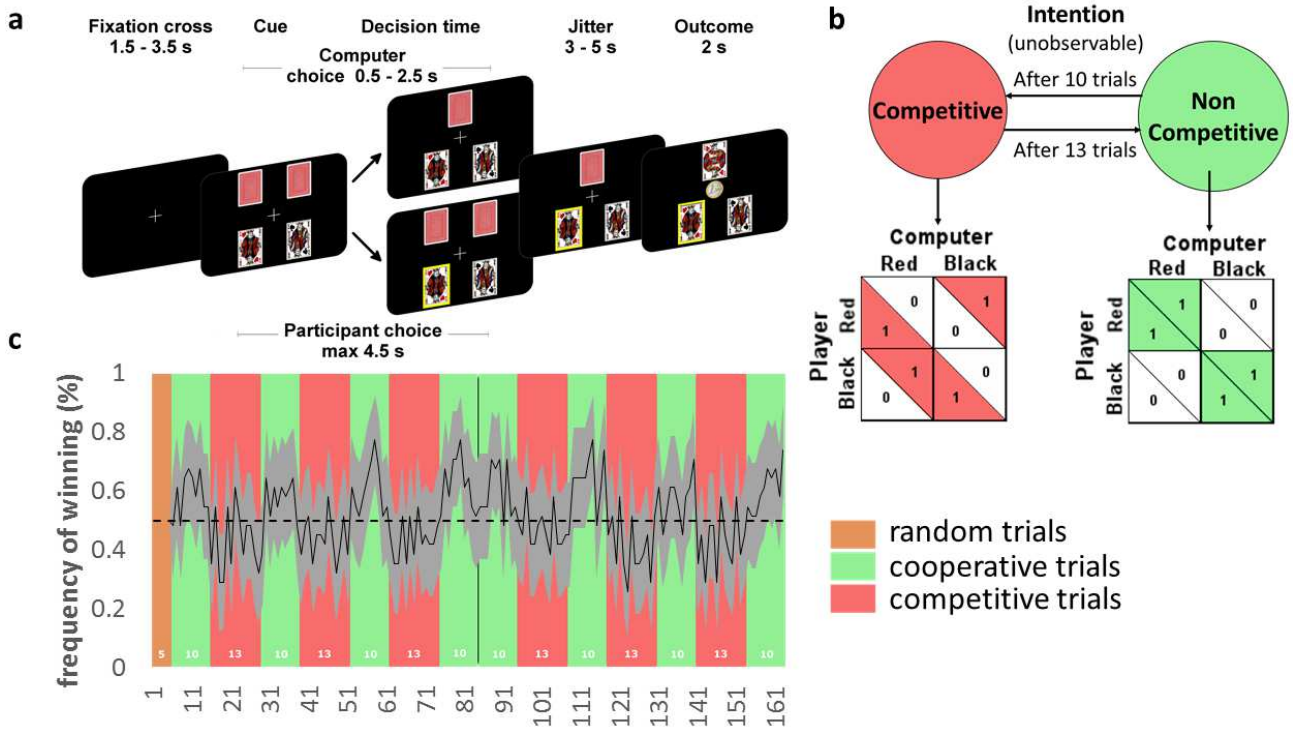 a
Fixation cross
1.5 - 3.5 s
Cue
Decision time
Jitter
3 - 5 s
Outcome
2 s
Computer
choice 0.5 - 2.5 s
Participant choice
max 4.5 s
b
Intention
(unobservable)
Competitive
After 10 trials
After 13 trials
Non
Competitive
Computer
Red Black
Player
Red
Black
0 1
1 0
1 0
0 1
Computer
Red Black
Player
Red
Black
1 0
1 0
0 1
0 1
c
frequency of winning (%)
1
0.8
0.6
0.4
0.2
0
5 10 13 10 13 10 13 10 10 13 10 13 10 13 10
1 11 21 31 41 51 61 71 81 91 101 111 121 131 141 151 161
random trials
cooperative trials
competitive trials